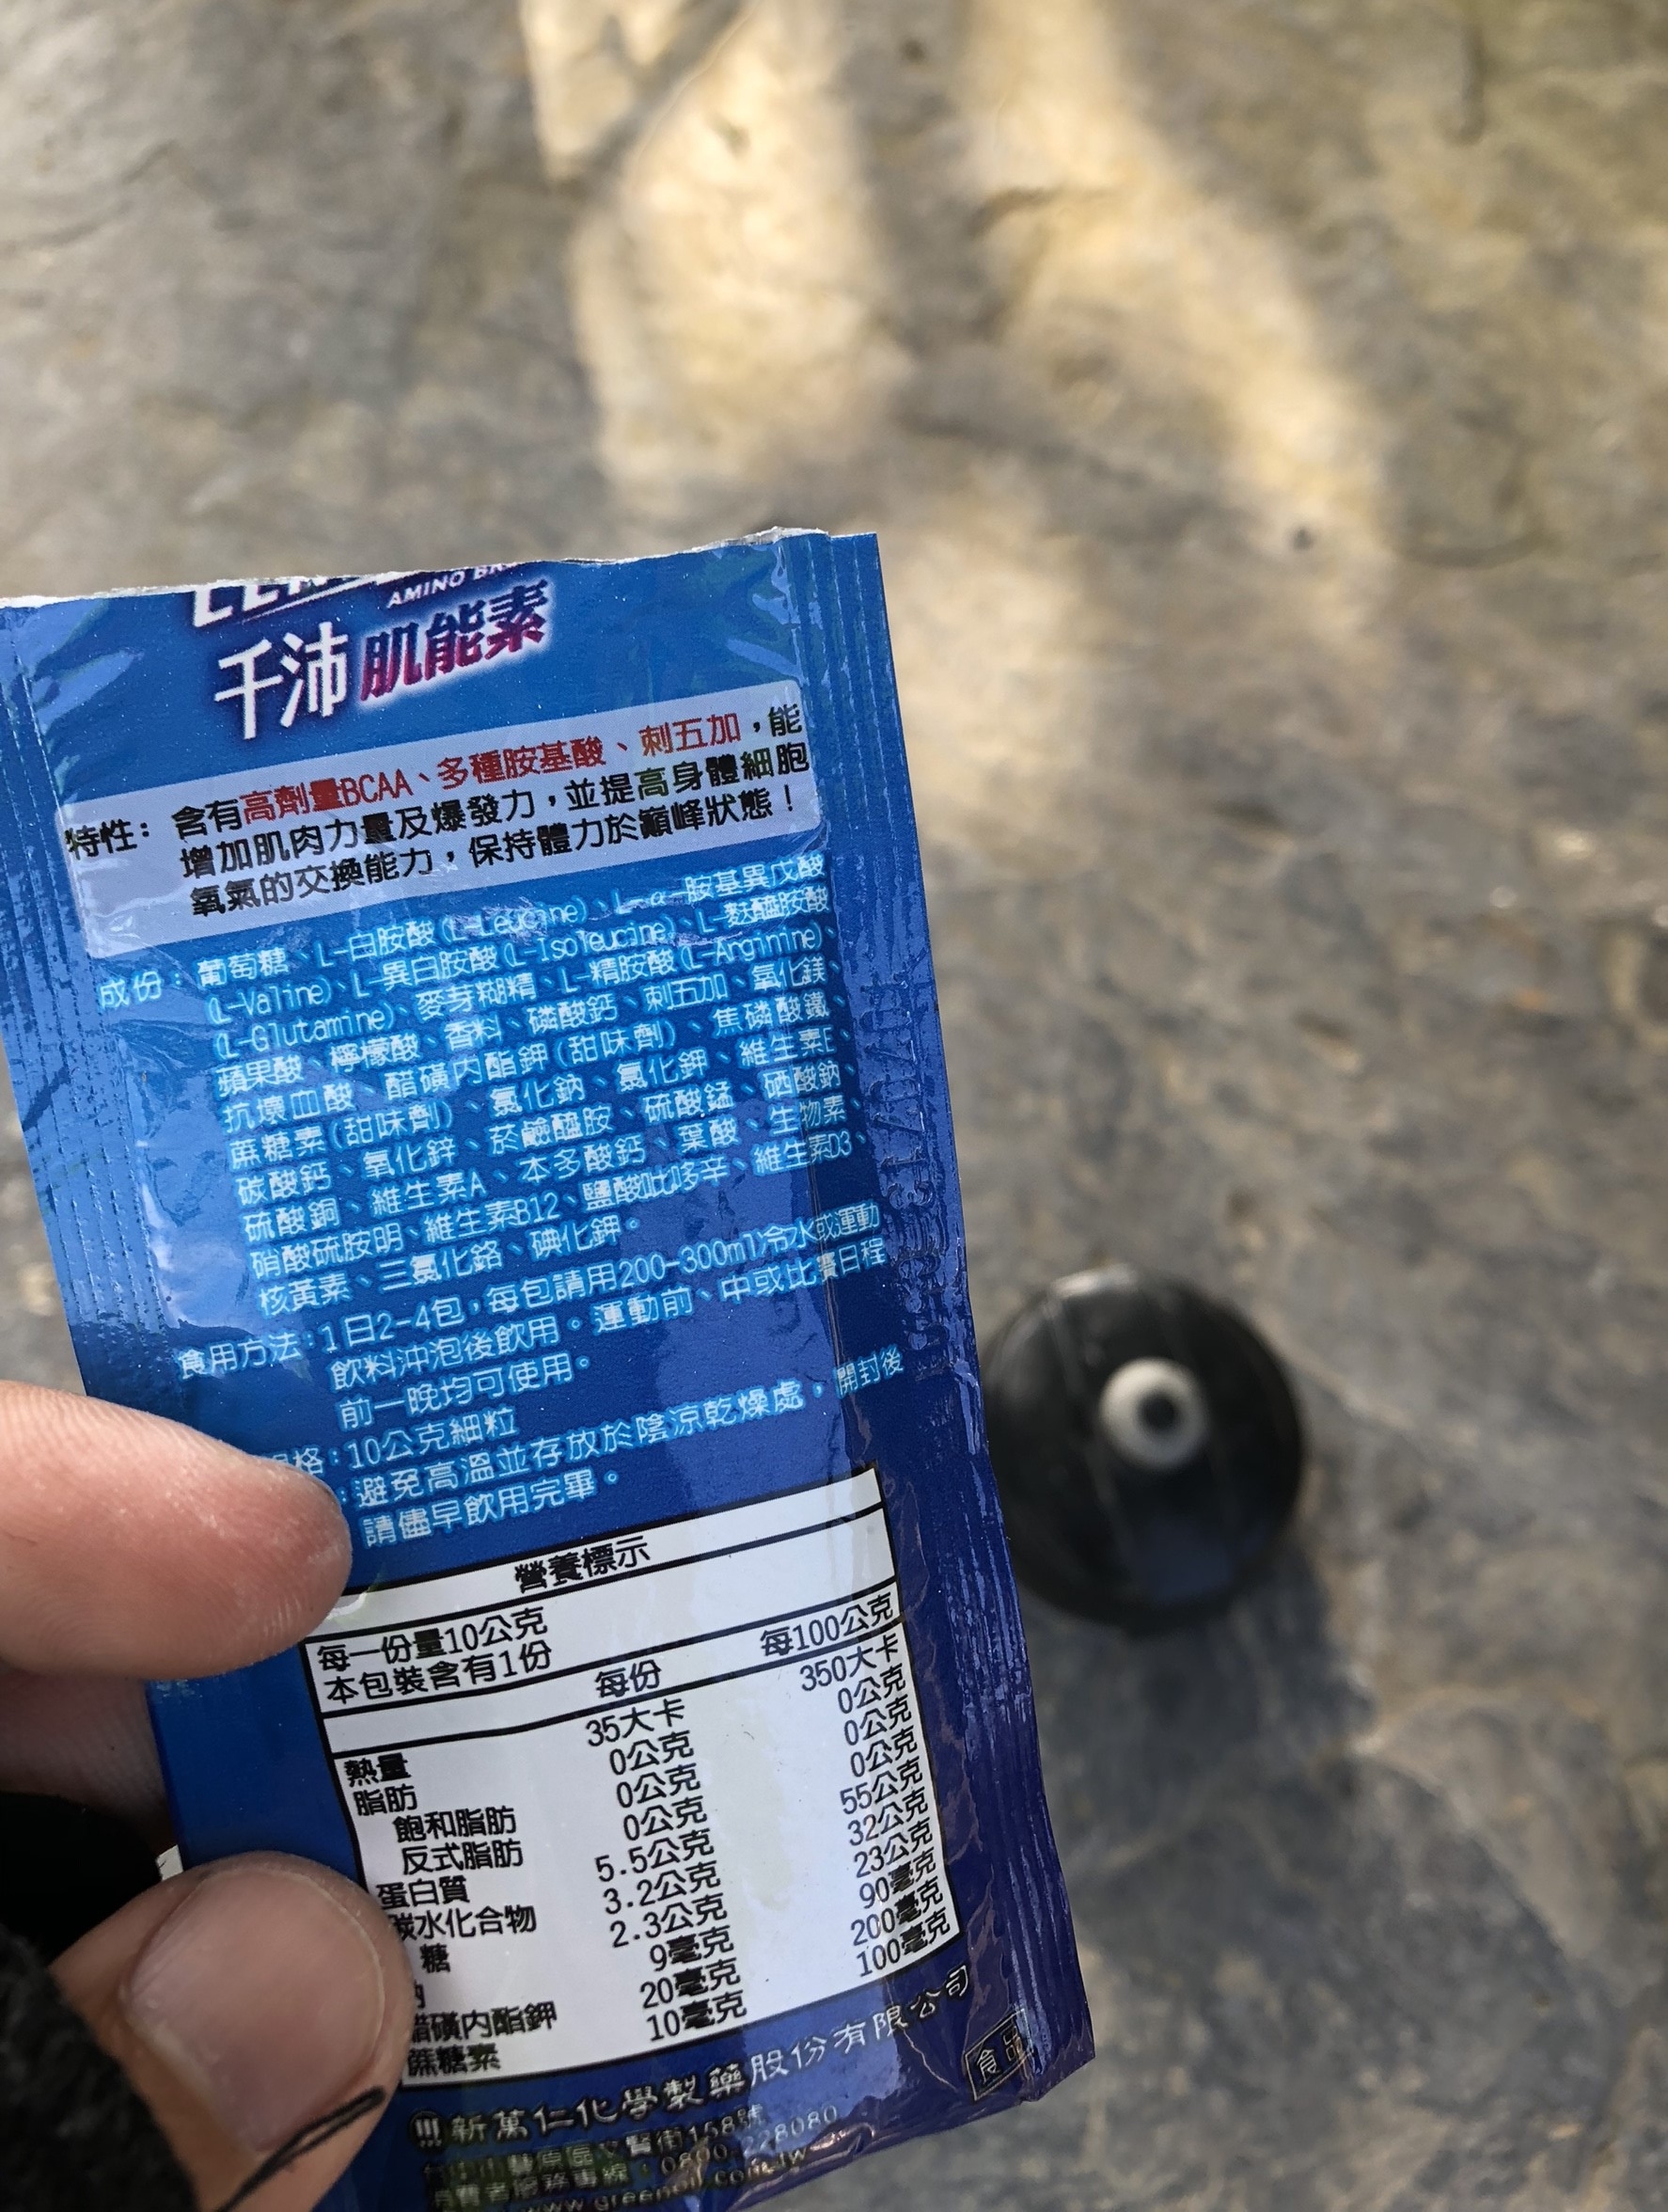 AMINO
千沛 肌能素
特性：含有高劑量BCAA、多種胺基酸、刺五加，能
增加肌肉力量及爆發力，並提高身體細胞
氧氣的交換能力，保持體力於巔峰狀態！
成份：葡萄糖、L-白胺酸(L-Leucine)、L-α-胺基異戊酸
(L-Valine)、L-異白胺酸(L-Isoleucine)、L-麩醯胺酸
(L-Glutamine)、麥芽糊精、L-精胺酸(L-Arginine)、
蘋果酸、檸檬酸、香料、磷酸鈣、刺五加、氧化鎂、
抗壞血酸、醋磺內酯鉀(甜味劑)、焦磷酸鐵、
蔗糖素(甜味劑)、氯化鈉、氯化鉀、維生素E、
碳酸鈣、氧化鋅、菸鹼醯胺、硫酸錳、硒酸鈉、
硫酸銅、維生素A、本多酸鈣、葉酸、生物素、
硝酸硫胺明、維生素B12、鹽酸吡哆辛、維生素D3、
核黃素、三氯化鉻、碘化鉀。
食用方法：1日2-4包，每包請用200-300ml冷水或運動
飲料沖泡後飲用。運動前、中或比賽日程
前一晚均可使用。
格：10公克細粒
：避免高溫並存放於陰涼乾燥處，開封後
請儘早飲用完畢。
營養標示
每一份量10公克
本包裝含有1份
每份 每100公克
熱量 35大卡 350大卡
脂肪 0公克 0公克
飽和脂肪 0公克 0公克
反式脂肪 0公克 0公克
蛋白質 5.5公克 55公克
碳水化合物 3.2公克 32公克
糖 2.3公克 23公克
鈉 9毫克 90毫克
醋磺內酯鉀 20毫克 200毫克
蔗糖素 10毫克 100毫克
新萬仁化學製藥股份有限公司
食品
街158號
消費者服務專線：0800-228080
www.greenoil.com.tw